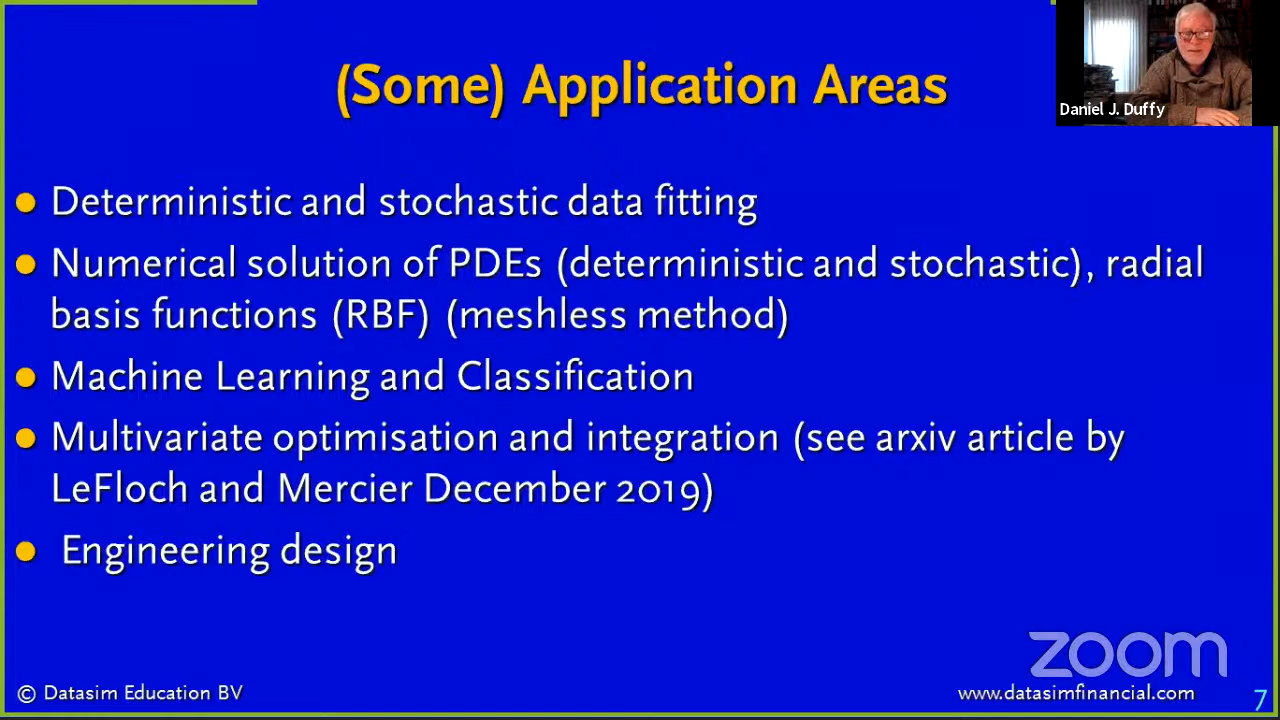 (Some) Application Areas
Daniel J. Duffy
Deterministic and stochastic data fitting
Numerical solution of PDEs (deterministic and stochastic), radial
basis functions (RBF) (meshless method)
Machine Learning and Classification
Multivariate optimisation and integration (see arxiv article by
LeFloch and Mercier December 2019)
Engineering design
zoom
© Datasim Education BV
www.datasimfinancial.com
7